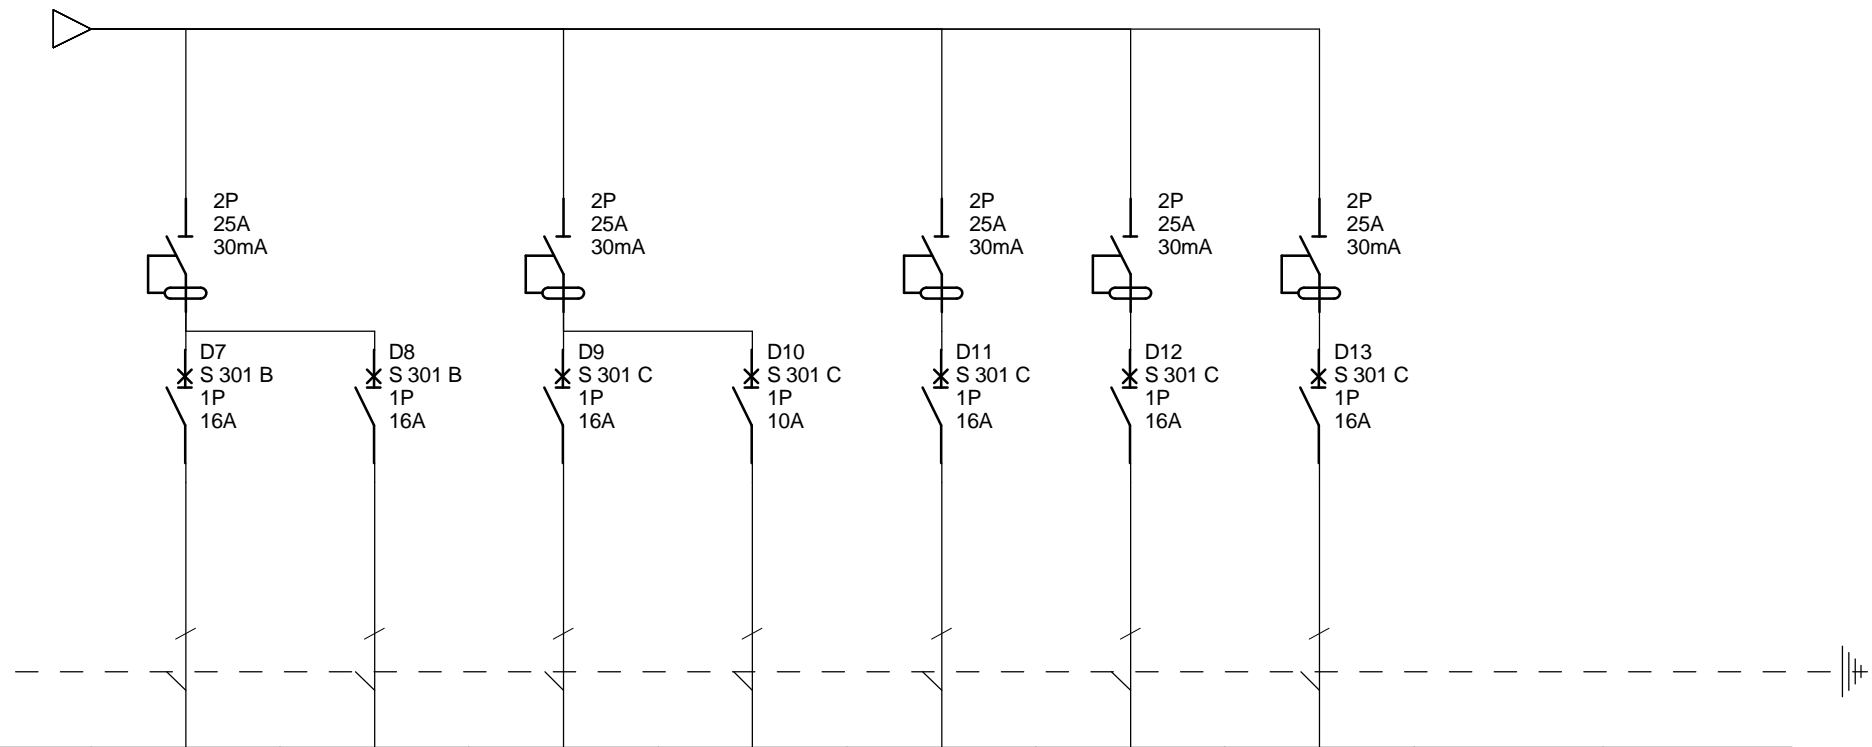 2P
25A
30mA
2P
25A
30mA
2P
25A
30mA
2P
25A
30mA
2P
25A
30mA
D7
S 301 B
1P
16A
D8
S 301 B
1P
16A
D9
S 301 C
1P
16A
D10
S 301 C
1P
10A
D11
S 301 C
1P
16A
D12
S 301 C
1P
16A
D13
S 301 C
1P
16A